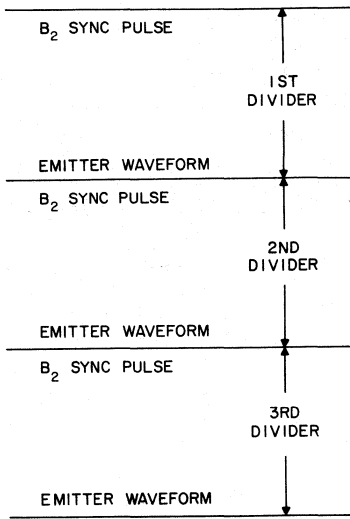 B₂ SYNC PULSE
1ST
DIVIDER
EMITTER WAVEFORM
B₂ SYNC PULSE
2ND
DIVIDER
EMITTER WAVEFORM
B₂ SYNC PULSE
3RD
DIVIDER
EMITTER WAVEFORM